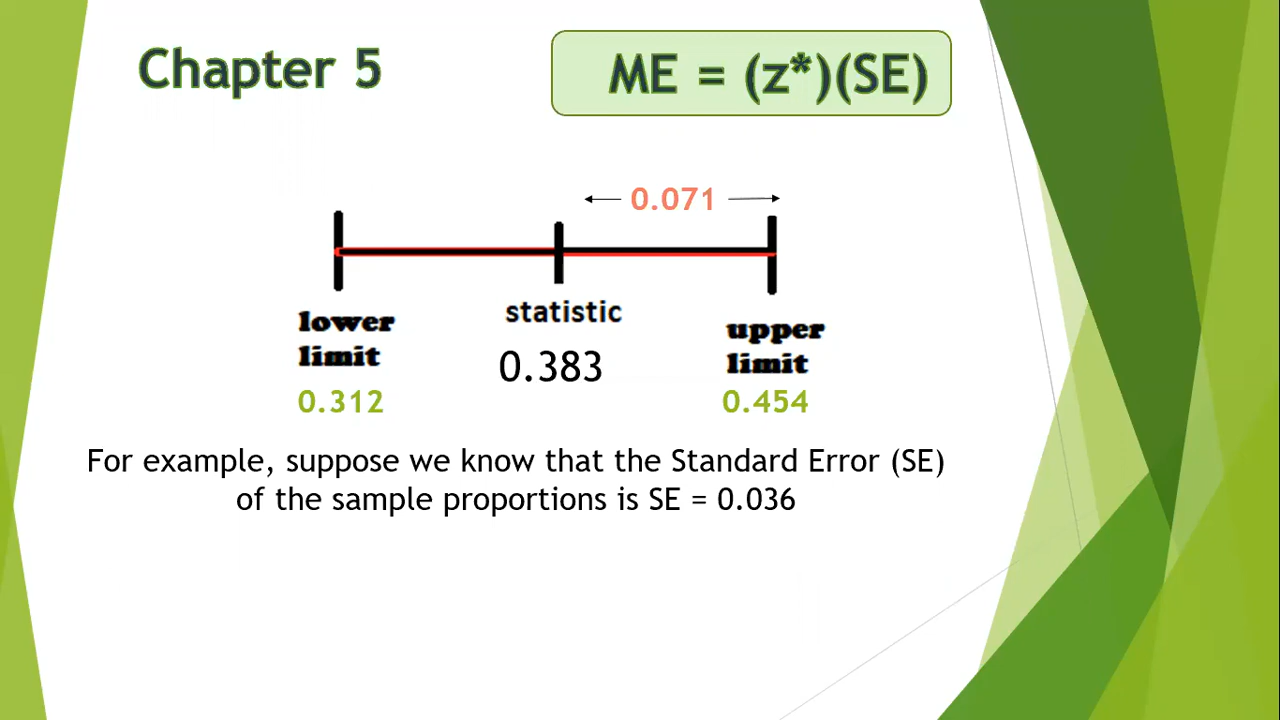 Chapter 5
ME = (z*)(SE)
0.071
lower
limit
0.312
statistic
0.383
upper
limit
0.454
For example, suppose we know that the Standard Error (SE)
of the sample proportions is SE = 0.036